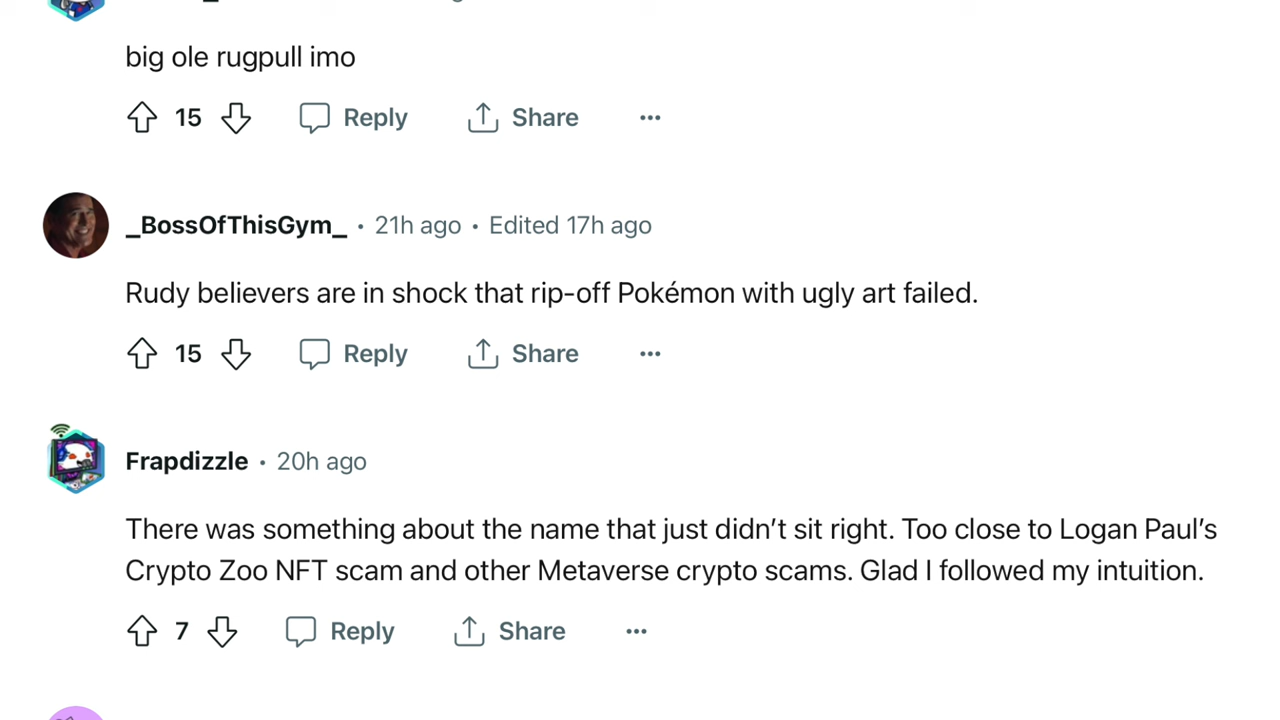 big ole rugpull imo
15 Reply Share
_BossOfThisGym_ • 21h ago • Edited 17h ago
Rudy believers are in shock that rip-off Pokémon with ugly art failed.
15 Reply Share
Frapdizzle • 20h ago
There was something about the name that just didn’t sit right. Too close to Logan Paul’s
Crypto Zoo NFT scam and other Metaverse crypto scams. Glad I followed my intuition.
7 Reply Share